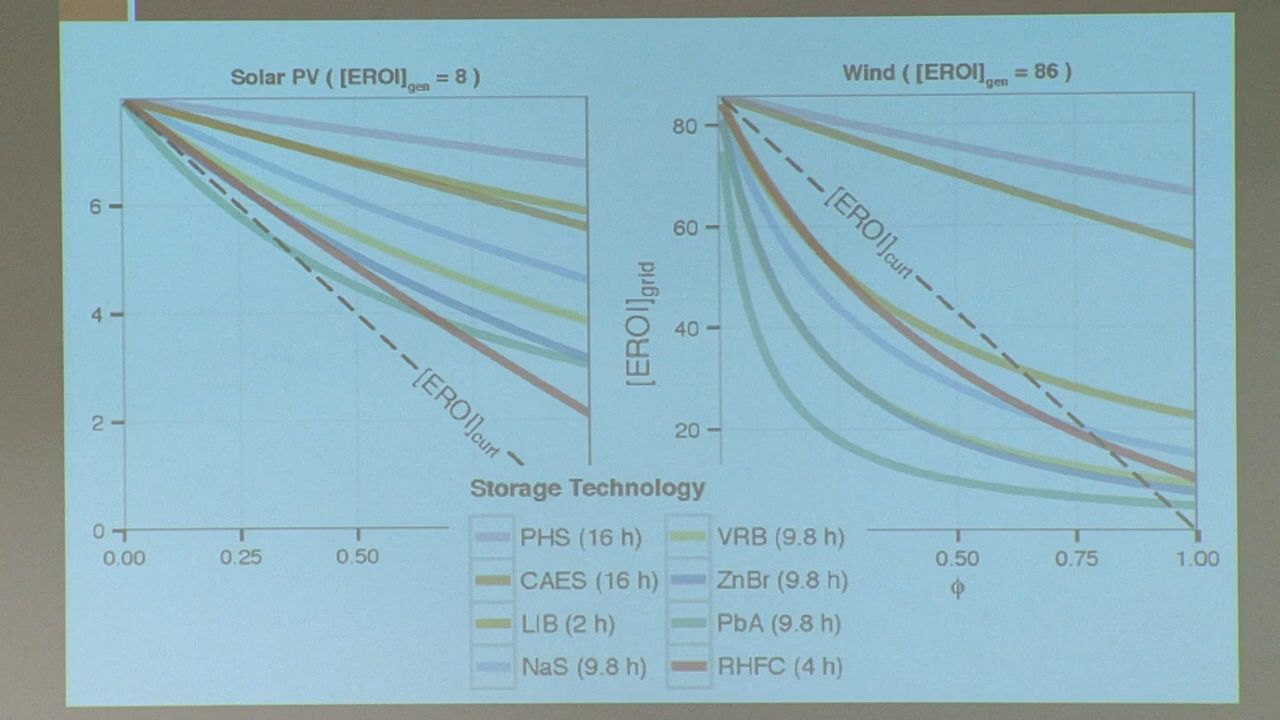 Solar PV ( [EROI]gen = 8 )
6
4
2
0
0.00
0.25
0.50
[EROI]curt
Wind ( [EROI]gen = 86 )
80
60
40
20
[EROI]grid
[EROI]curt
0.50
0.75
1.00
ϕ
Storage Technology
PHS (16 h)
CAES (16 h)
LIB (2 h)
NaS (9.8 h)
VRB (9.8 h)
ZnBr (9.8 h)
PbA (9.8 h)
RHFC (4 h)